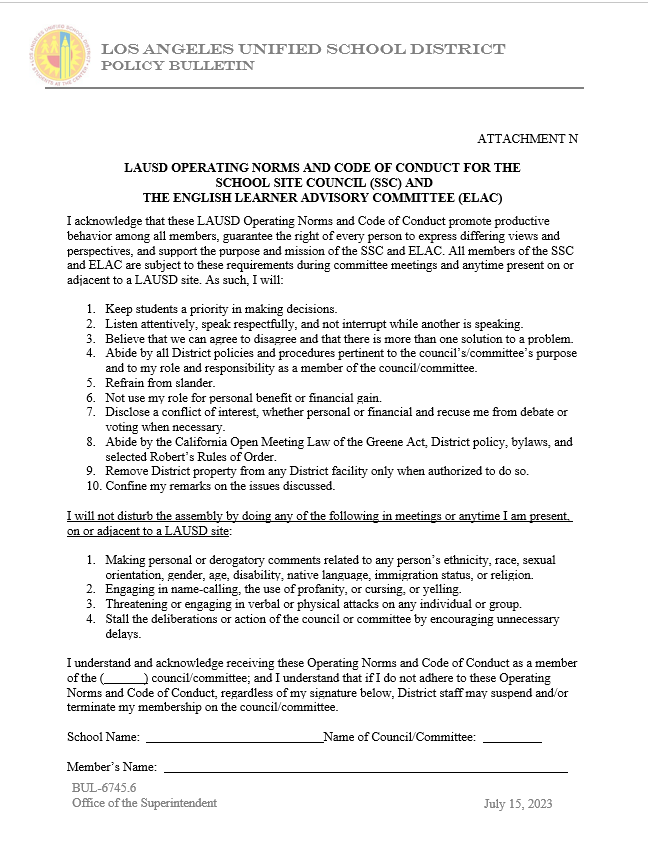 LOS ANGELES UNIFIED SCHOOL DISTRICT
POLICY BULLETIN
ATTACHMENT N
LAUSD OPERATING NORMS AND CODE OF CONDUCT FOR THE
SCHOOL SITE COUNCIL (SSC) AND
THE ENGLISH LEARNER ADVISORY COMMITTEE (ELAC)
I acknowledge that these LAUSD Operating Norms and Code of Conduct promote productive
behavior among all members, guarantee the right of every person to express differing views and
perspectives, and support the purpose and mission of the SSC and ELAC. All members of the SSC
and ELAC are subject to these requirements during committee meetings and anytime present on or
adjacent to a LAUSD site. As such, I will:
1. Keep students a priority in making decisions.
2. Listen attentively, speak respectfully, and not interrupt while another is speaking.
3. Believe that we can agree to disagree and that there is more than one solution to a problem.
4. Abide by all District policies and procedures pertinent to the council's/committee's purpose
and to my role and responsibility as a member of the council/committee.
5. Refrain from slander.
6. Not use my role for personal benefit or financial gain.
7. Disclose a conflict of interest, whether personal or financial and recuse me from debate or
voting when necessary.
8. Abide by the California Open Meeting Law of the Greene Act, District policy, bylaws, and
selected Robert's Rules of Order.
9. Remove District property from any District facility only when authorized to do so.
10. Confine my remarks on the issues discussed.
I will not disturb the assembly by doing any of the following in meetings or anytime I am present,
on or adjacent to a LAUSD site:
1. Making personal or derogatory comments related to any person's ethnicity, race, sexual
orientation, gender, age, disability, native language, immigration status, or religion.
2. Engaging in name-calling, the use of profanity, or cursing, or yelling.
3. Threatening or engaging in verbal or physical attacks on any individual or group.
4. Stall the deliberations or action of the council or committee by encouraging unnecessary
delays.
I understand and acknowledge receiving these Operating Norms and Code of Conduct as a member
of the (______) council/committee; and I understand that if I do not adhere to these Operating
Norms and Code of Conduct, regardless of my signature below, District staff may suspend and/or
terminate my membership on the council/committee.
School Name: ____________________________Name of Council/Committee: _________
Member's Name: ________________________________________________________________
BUL-6745.6
Office of the Superintendent
July 15, 2023